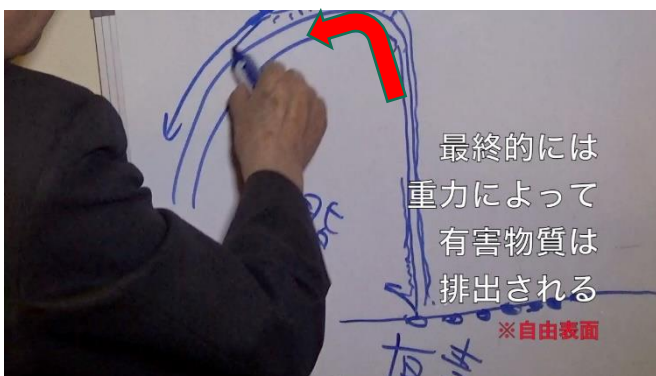 最終的には
重力によって
有害物質は
排出される
※自由表面